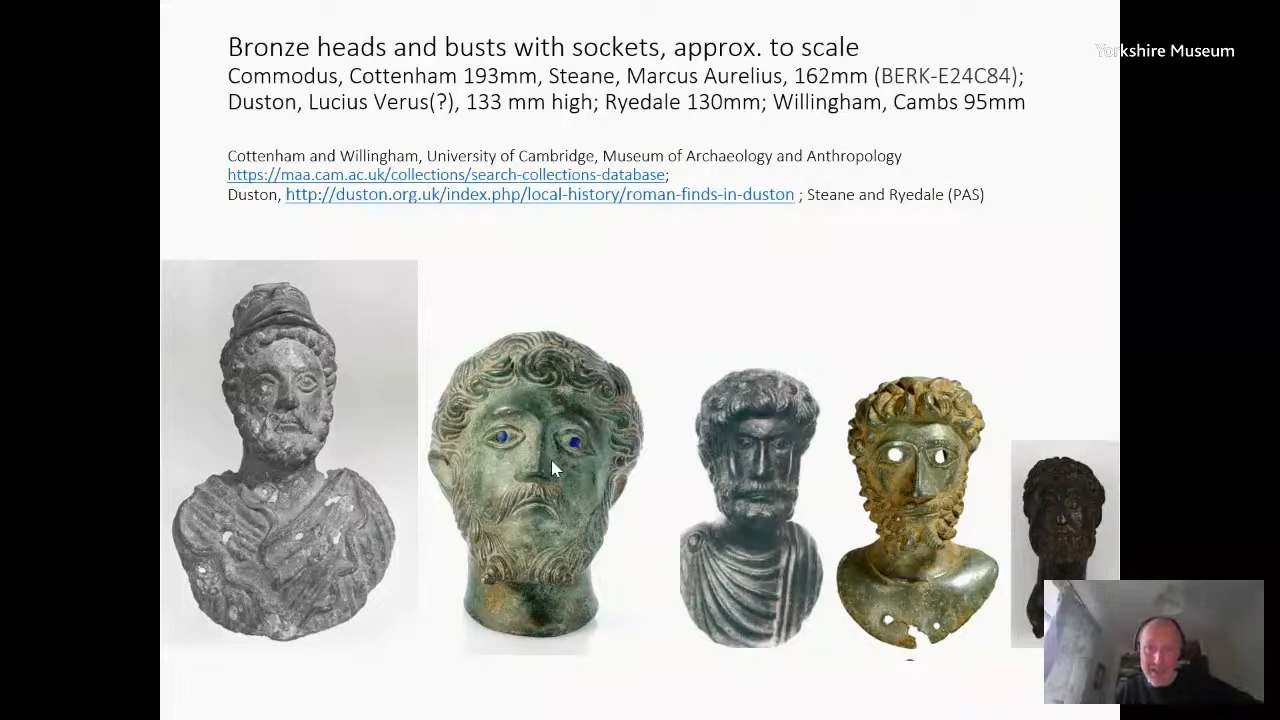 Bronze heads and busts with sockets, approx. to scale
Commodus, Cottenham 193mm, Steane, Marcus Aurelius, 162mm (BERK-E24C84);
Duston, Lucius Verus(?), 133 mm high; Ryedale 130mm; Willingham, Cambs 95mm
Cottenham and Willingham, University of Cambridge, Museum of Archaeology and Anthropology
https://maa.cam.ac.uk/collections/search-collections-database;
Duston, http://duston.org.uk/index.php/local-history/roman-finds-in-duston ; Steane and Ryedale (PAS)
Yorkshire Museum